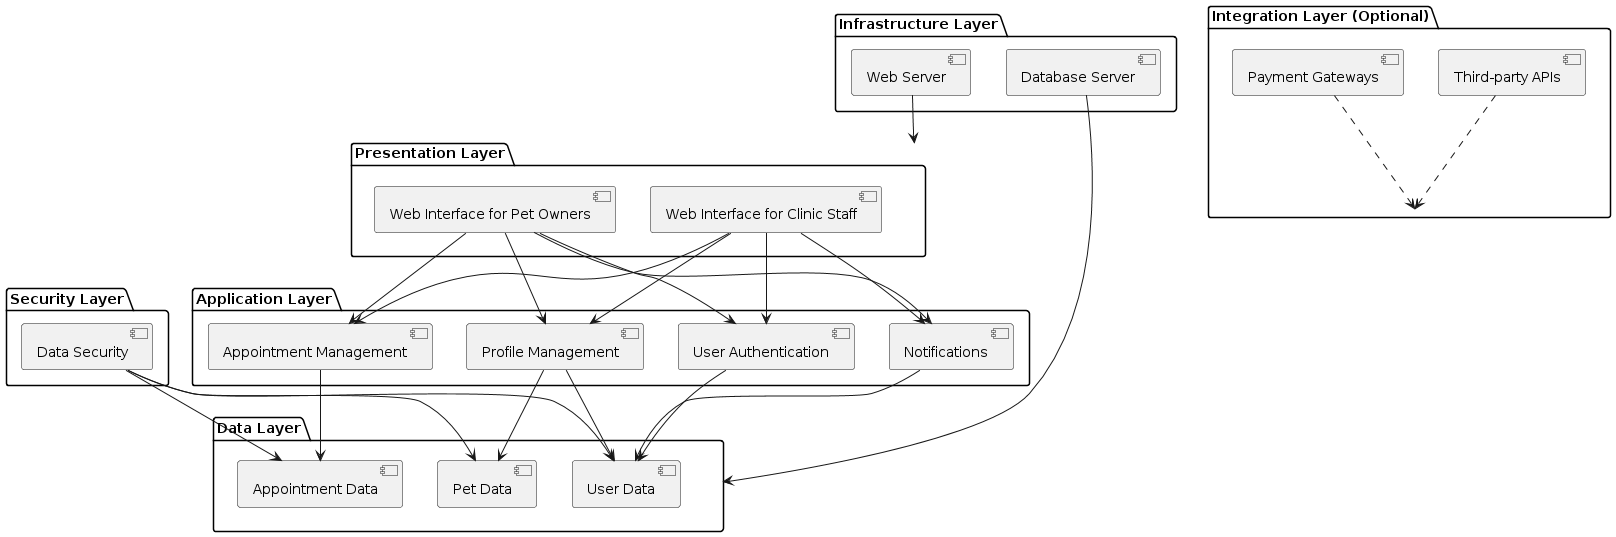 Integration Layer (Optional)
Payment Gateways
Third-party APIs
Infrastructure Layer
Web Server
Database Server
Presentation Layer
Web Interface for Pet Owners
Web Interface for Clinic Staff
Security Layer
Data Security
Application Layer
Appointment Management
Profile Management
User Authentication
Notifications
Data Layer
Appointment Data
Pet Data
User Data